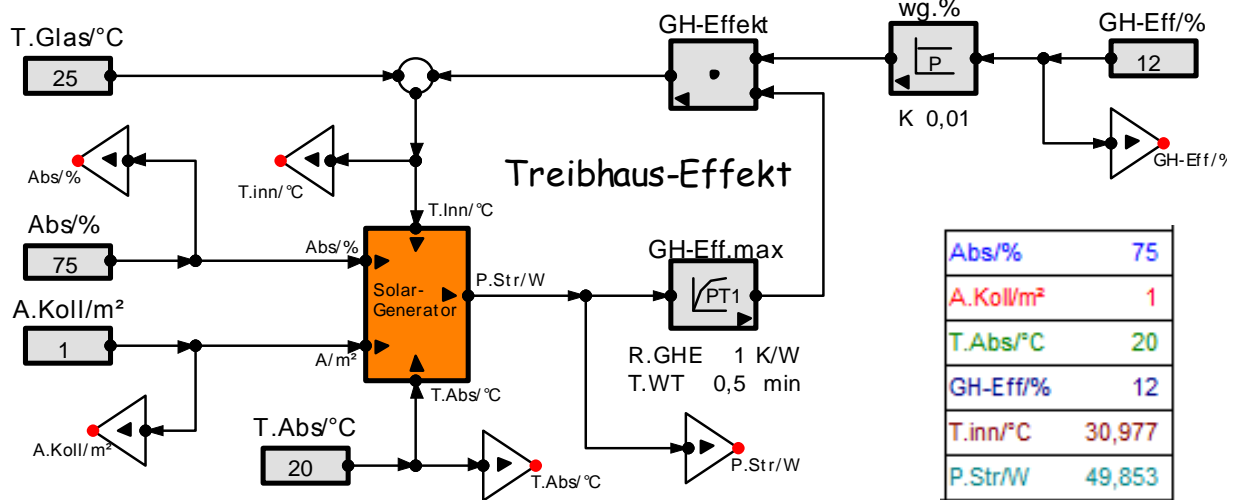 wg.%
T.Glas/°C
GH-Effekt
GH-Eff/%
25
P
12
K 0,01
GH-Eff/%
Abs/%
T.inn/°C
Treibhaus-Effekt
T.Inn/°C
Abs/%
75
Abs/%
GH-Eff.max
P.Str/W
Solar-
Generator
PT1
A.Koll/m²
1
A/m²
R.GHE 1 K/W
T.WT 0,5 min
T.Abs/°C
A.Koll/m²
T.Abs/°C
20
T.Abs/°C
P.Str/W
Abs/% 75
A.Koll/m² 1
T.Abs/°C 20
GH-Eff/% 12
T.inn/°C 30,977
P.Str/W 49,853